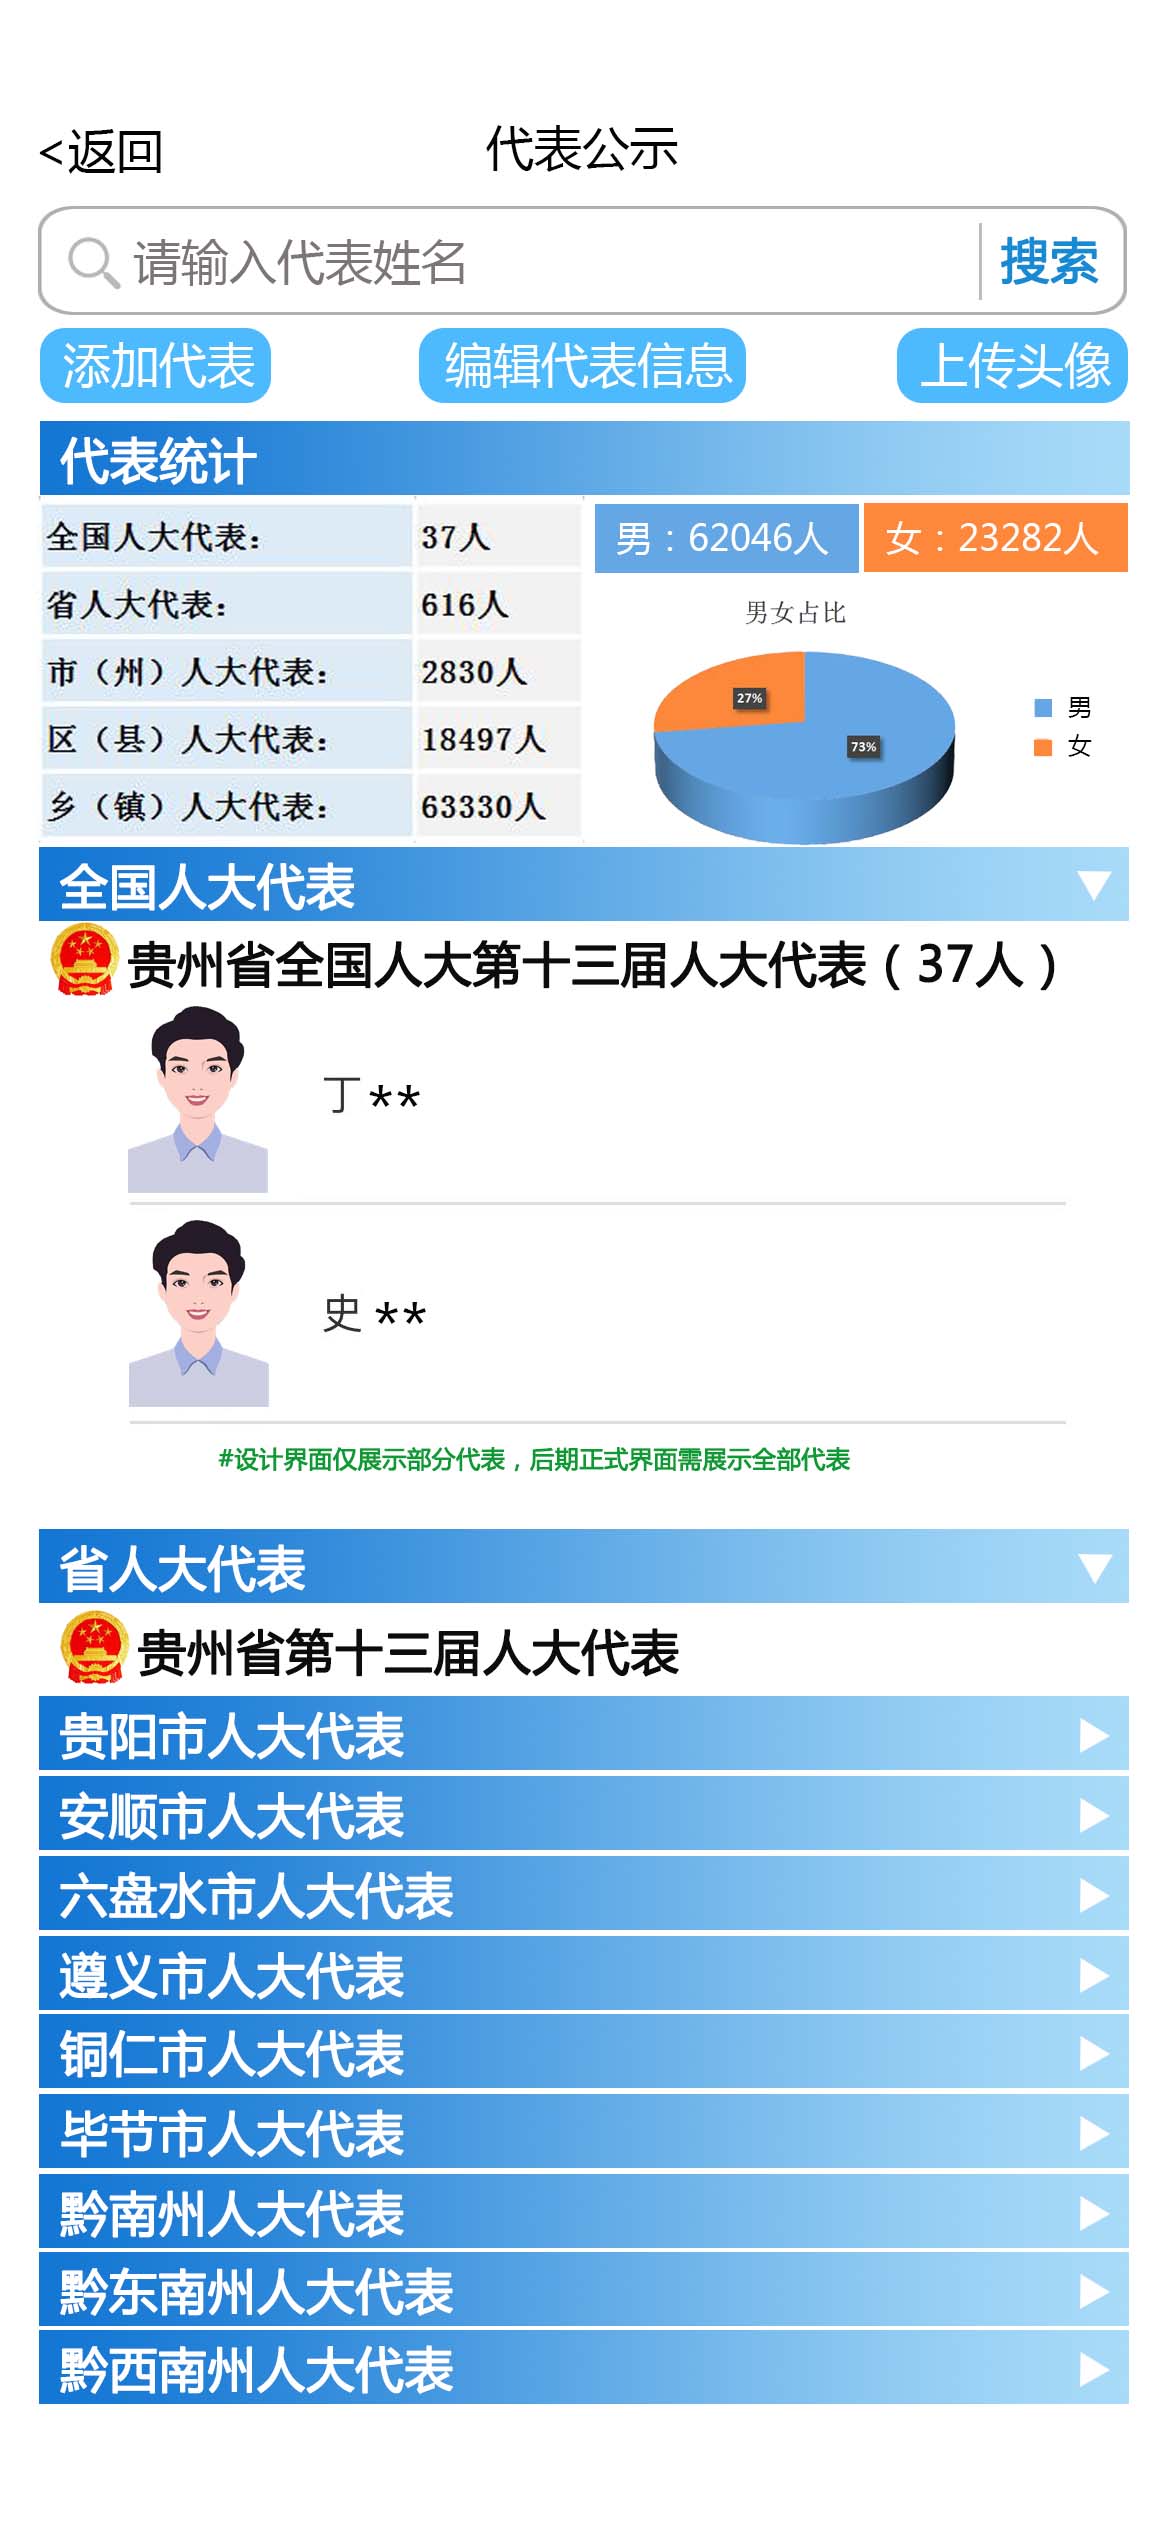 <返回
代表公示
请输入代表姓名
搜索
添加代表
编辑代表信息
上传头像
代表统计
全国人大代表： 37人
省人大代表： 616人
市（州）人大代表： 2830人
区（县）人大代表： 18497人
乡（镇）人大代表： 63330人
男：62046人
女：23282人
男女占比
27%
73%
男
女
全国人大代表
贵州省全国人大第十三届人大代表（37人）
丁**
史**
#设计界面仅展示部分代表，后期正式界面需展示全部代表
省人大代表
贵州省第十三届人大代表
贵阳市人大代表
安顺市人大代表
六盘水市人大代表
遵义市人大代表
铜仁市人大代表
毕节市人大代表
黔南州人大代表
黔东南州人大代表
黔西南州人大代表